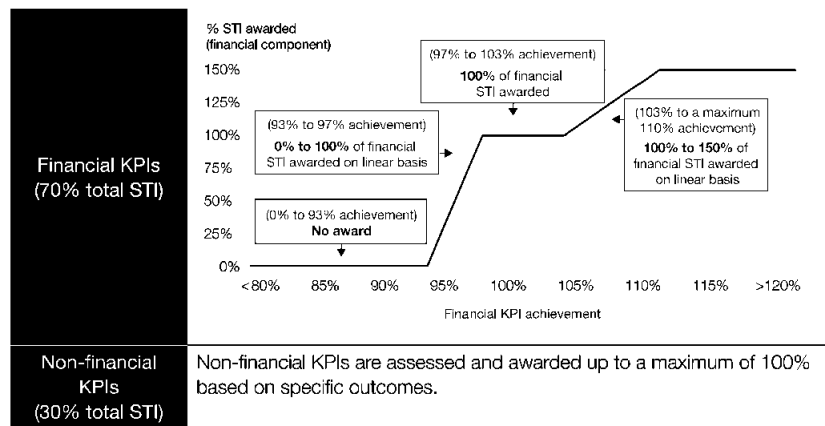 % STI awarded
(financial component)
150%
125%
100%
75%
50%
25%
0%
(97% to 103% achievement)
100% of financial
STI awarded
(93% to 97% achievement)
0% to 100% of financial
STI awarded on linear basis
(103% to a maximum
110% achievement)
100% to 150% of
financial STI awarded
on linear basis
(0% to 93% achievement)
No award
<80% 85% 90% 95% 100% 105% 110% 115% >120%
Financial KPI achievement
Financial KPIs
(70% total STI)
Non-financial
KPIs
(30% total STI)
Non-financial KPIs are assessed and awarded up to a maximum of 100%
based on specific outcomes.